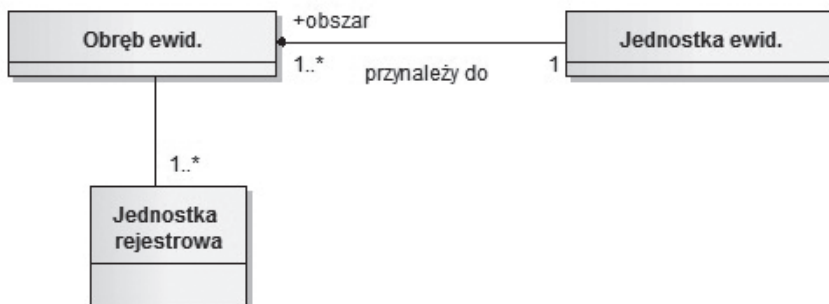 +obszar
Obręb ewid.
Jednostka ewid.
1..*
przynależy do
1
1..*
Jednostka
rejestrowa